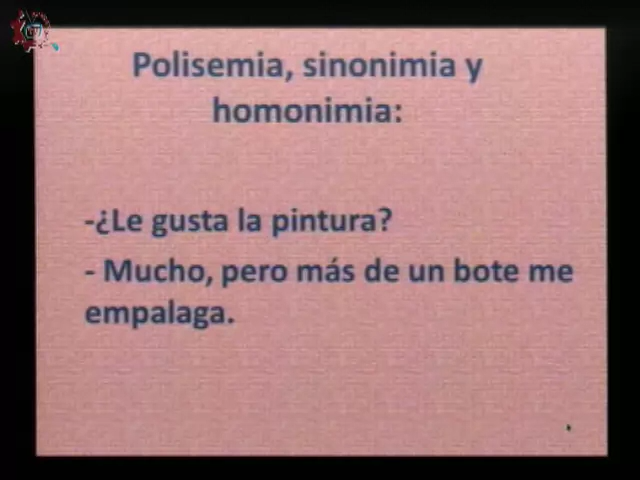 Polisemia, sinonimia y
homonimia:
-¿Le gusta la pintura?
- Mucho, pero más de un bote me
empalaga.